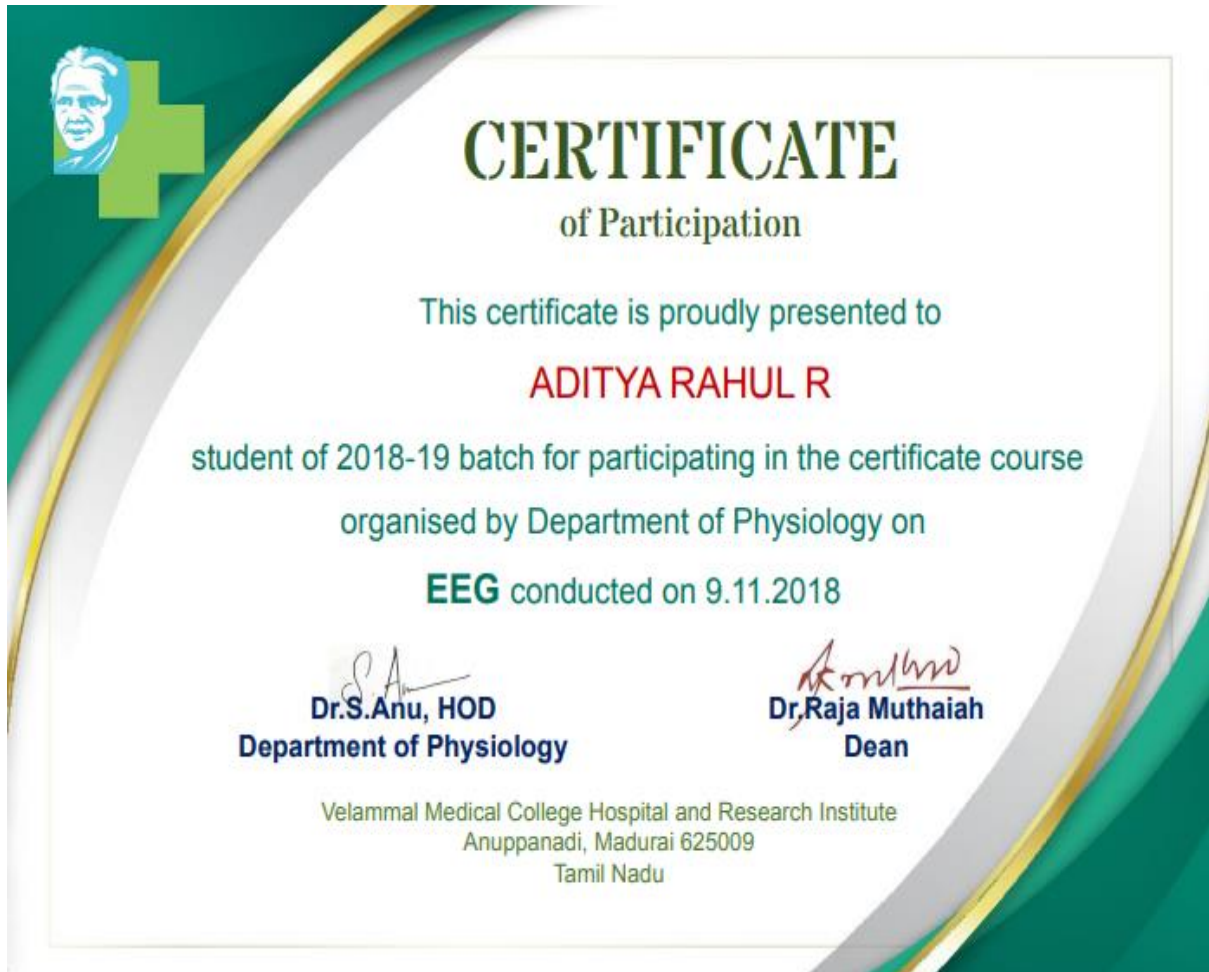 CERTIFICATE
of Participation
This certificate is proudly presented to
ADITYA RAHUL R
student of 2018-19 batch for participating in the certificate course
organised by Department of Physiology on
EEG conducted on 9.11.2018
S. Anu
Dr.S.Anu, HOD
Department of Physiology
Dr.Raja Muthaiah
Dean
Velammal Medical College Hospital and Research Institute
Anuppanadi, Madurai 625009
Tamil Nadu